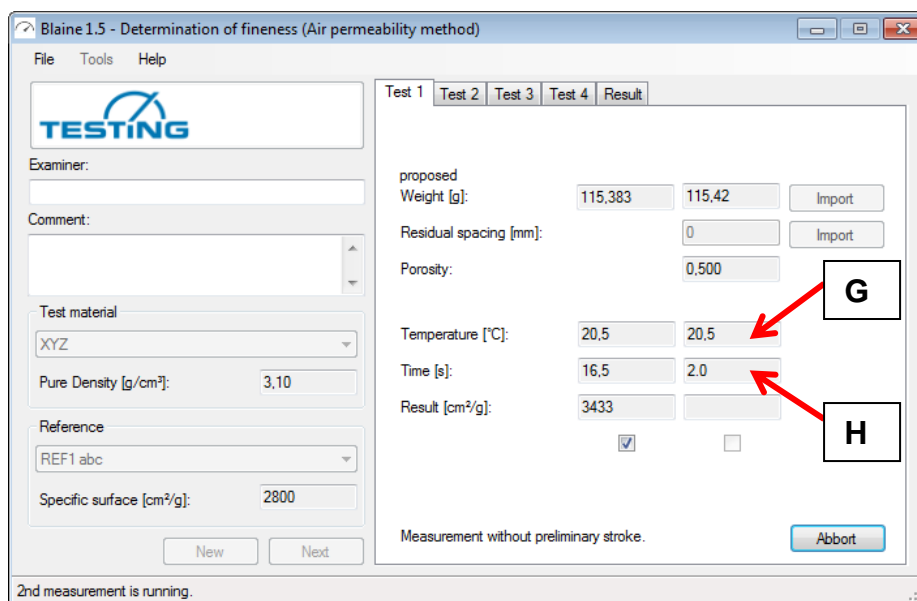 Blaine 1.5 - Determination of fineness (Air permeability method)
File Tools Help
TESTING
Examiner:
Comment:
Test material
XYZ
Pure Density [g/cm³]: 3,10
Reference
REF1 abc
Specific surface [cm²/g]: 2800
New Next
Test 1 Test 2 Test 3 Test 4 Result
proposed
Weight [g]: 115,383 115,42 Import
Residual spacing [mm]: 0 Import
Porosity: 0,500
G
Temperature [°C]: 20,5 20,5
Time [s]: 16,5 2.0
Result [cm²/g]: 3433
H
Measurement without preliminary stroke. Abbort
2nd measurement is running.